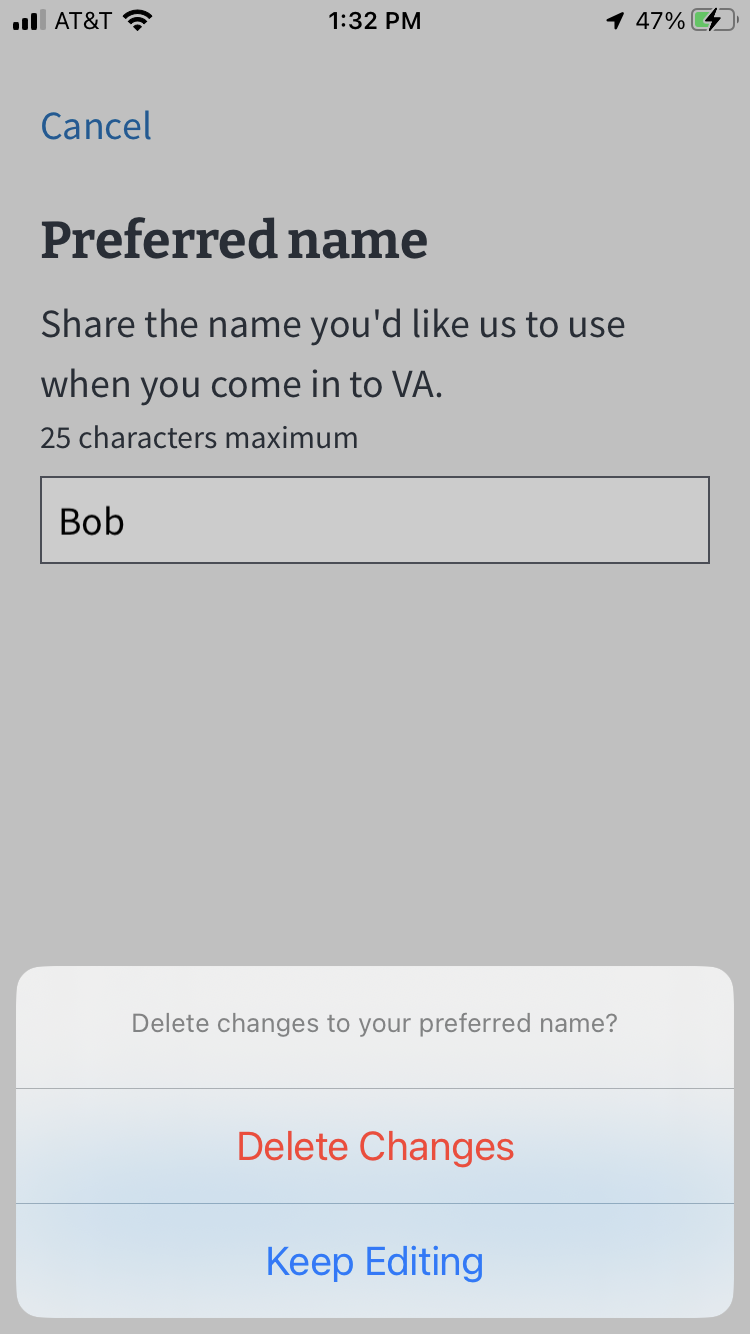 AT&T 1:32 PM 47%
Cancel
Preferred name
Share the name you'd like us to use
when you come in to VA.
25 characters maximum
Bob
Delete changes to your preferred name?
Delete Changes
Keep Editing